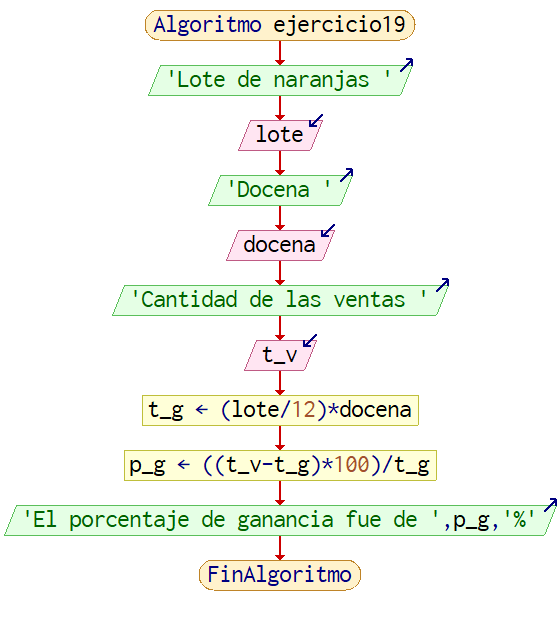 Algoritmo ejercicio19
'Lote de naranjas '
lote
'Docena '
docena
'Cantidad de las ventas '
t_v
t_g ← (lote/12)*docena
p_g ← ((t_v-t_g)*100)/t_g
'El porcentaje de ganancia fue de ',p_g,'%'
FinAlgoritmo